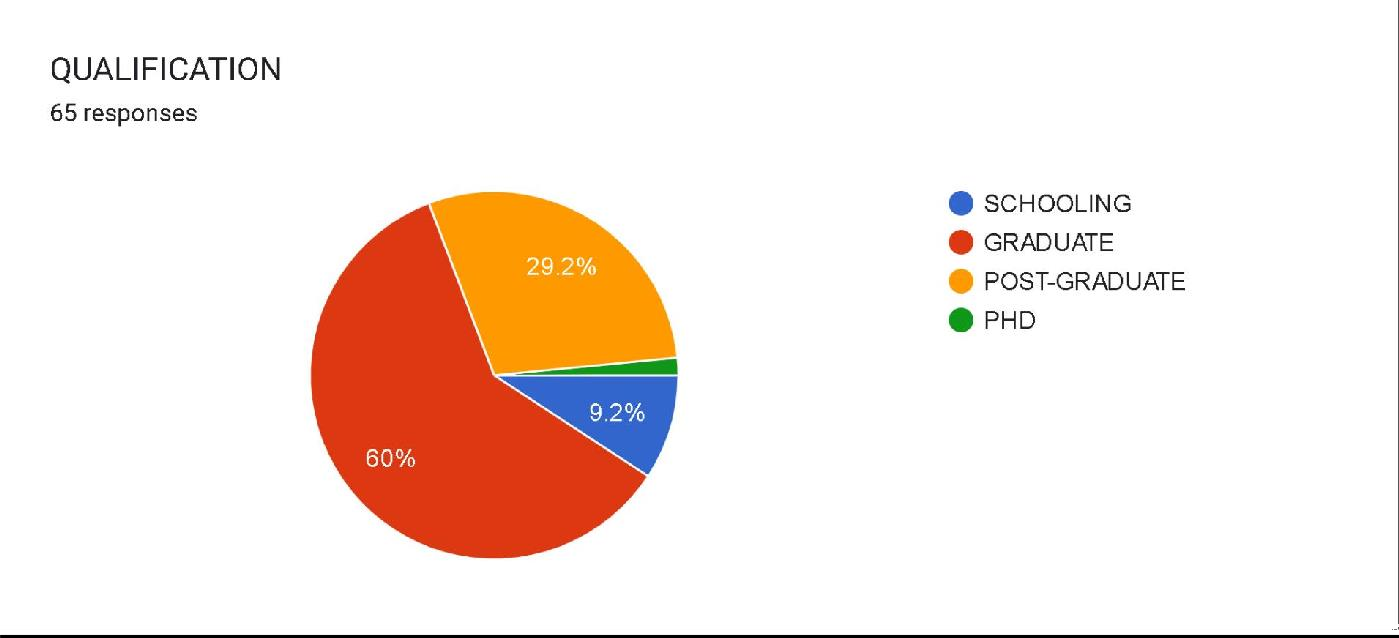 QUALIFICATION
65 responses
29.2%
9.2%
60%
SCHOOLING
GRADUATE
POST-GRADUATE
PHD